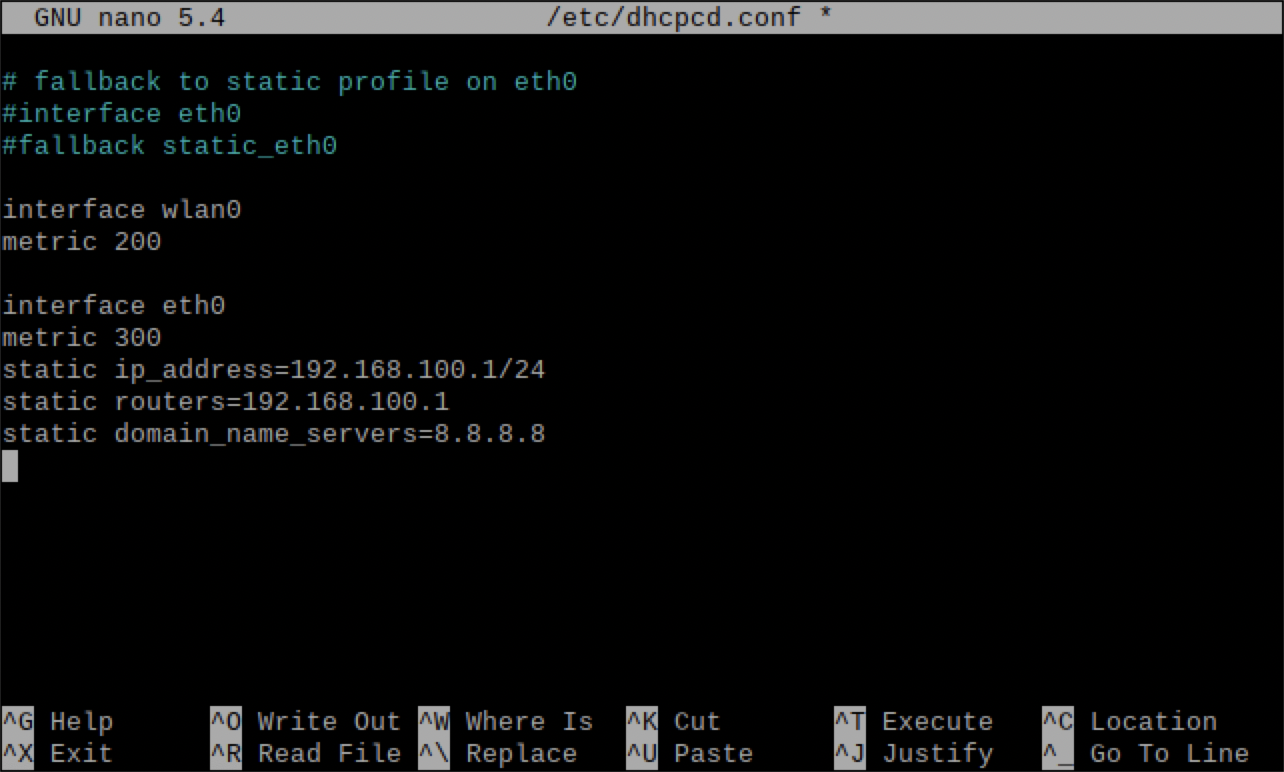 GNU nano 5.4 /etc/dhcpcd.conf *
# fallback to static profile on eth0
#interface eth0
#fallback static_eth0
interface wlan0
metric 200
interface eth0
metric 300
static ip_address=192.168.100.1/24
static routers=192.168.100.1
static domain_name_servers=8.8.8.8
^G Help ^O Write Out ^W Where Is ^K Cut ^T Execute ^C Location
^X Exit ^R Read File ^\ Replace ^U Paste ^J Justify ^_ Go To Line